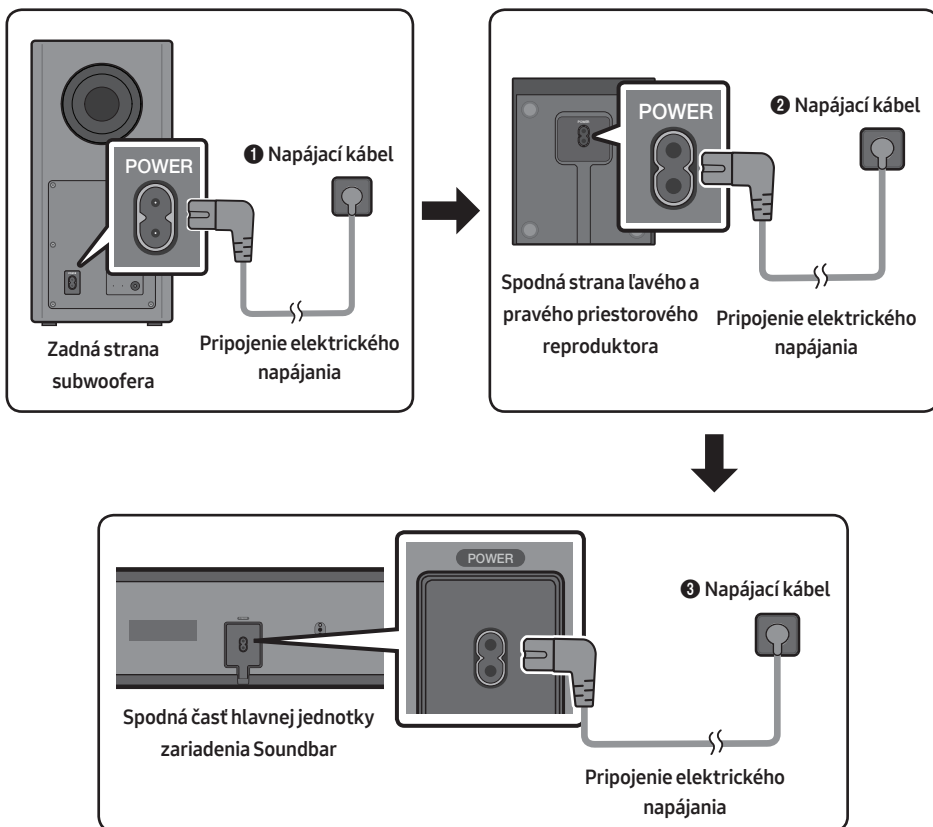 POWER
❶ Napájací kábel
Zadná strana
subwoofera
Pripojenie elektrického
napájania
POWER
❷ Napájací kábel
Spodná strana ľavého a
pravého priestorového
reproduktora
Pripojenie elektrického
napájania
POWER
❸ Napájací kábel
Spodná časť hlavnej jednotky
zariadenia Soundbar
Pripojenie elektrického
napájania